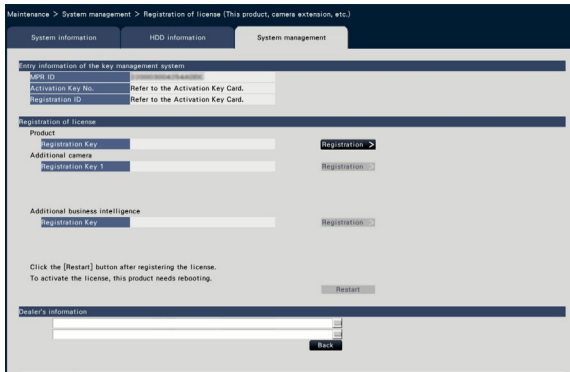 Maintenance > System management > Registration of license (This product, camera extension, etc.)
System information HDD information System management
Entry information of the key management system
MPR ID
Activation Key No. Refer to the Activation Key Card.
Registration ID Refer to the Activation Key Card.
Registration of license
Product
Registration Key Registration >
Additional camera
Registration Key 1 Registration >
Additional business intelligence
Registration Key Registration >
Click the [Restart] button after registering the license.
To activate the license, this product needs rebooting.
Restart
Dealer's information
Back